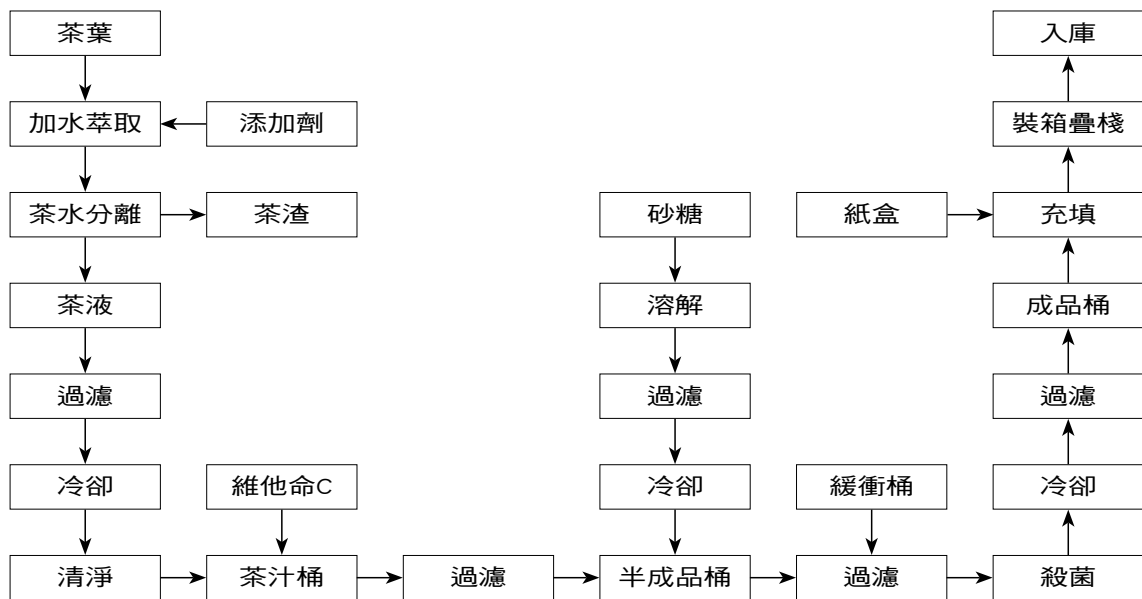 茶葉
入庫
加水萃取
添加劑
裝箱疊棧
茶水分離
茶渣
砂糖
紙盒
充填
茶液
溶解
成品桶
過濾
過濾
過濾
冷卻
維他命C
冷卻
緩衝桶
冷卻
清淨
茶汁桶
過濾
半成品桶
過濾
殺菌